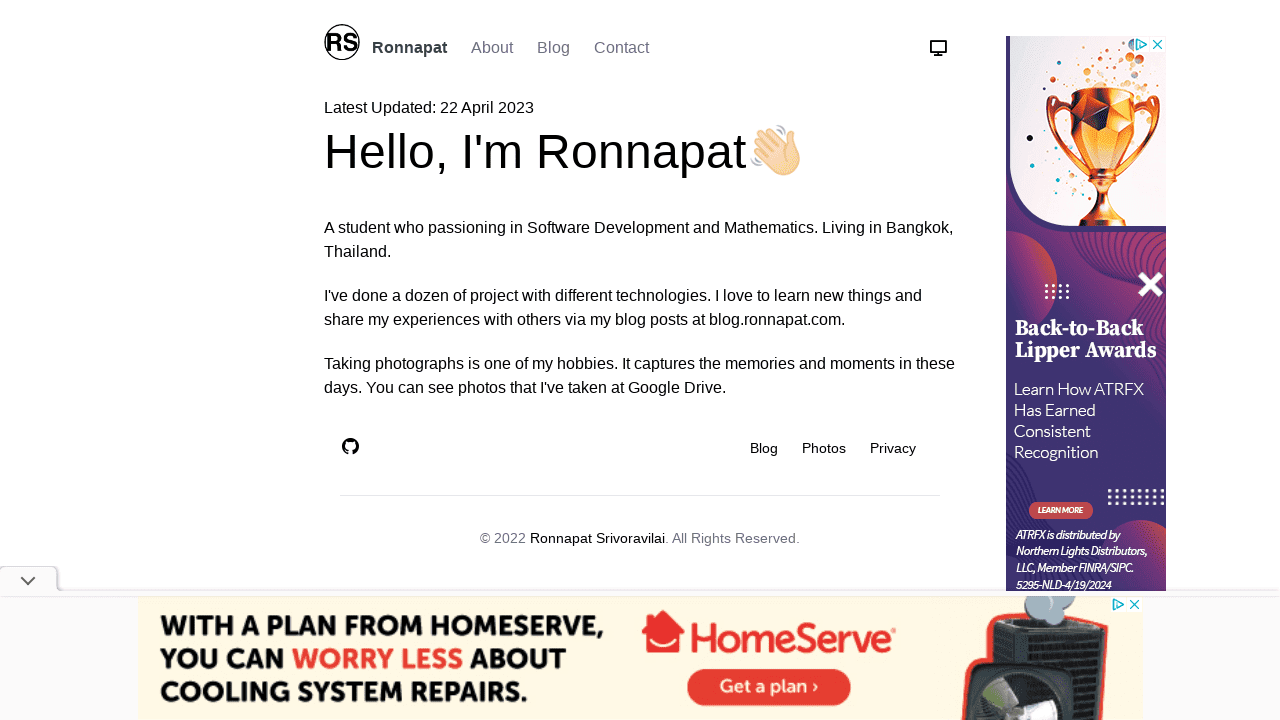 RS
Ronnapat About Blog Contact
Latest Updated: 22 April 2023
Hello, I'm Ronnapat👋🏻
A student who passioning in Software Development and Mathematics. Living in Bangkok,
Thailand.
I've done a dozen of project with different technologies. I love to learn new things and
share my experiences with others via my blog posts at blog.ronnapat.com.
Taking photographs is one of my hobbies. It captures the memories and moments in these
days. You can see photos that I've taken at Google Drive.
Blog Photos Privacy
© 2022 Ronnapat Srivoravilai. All Rights Reserved.
Back-to-Back
Lipper Awards
Learn How ATRFX
Has Earned
Consistent
Recognition
LEARN MORE
ATRFX is distributed by
Northern Lights Distributors,
LLC, Member FINRA/SIPC.
5295-NLD-4/19/2024
WITH A PLAN FROM HOMESERVE,
YOU CAN WORRY LESS ABOUT
COOLING SYSTEM REPAIRS.
HomeServe
Get a plan ›